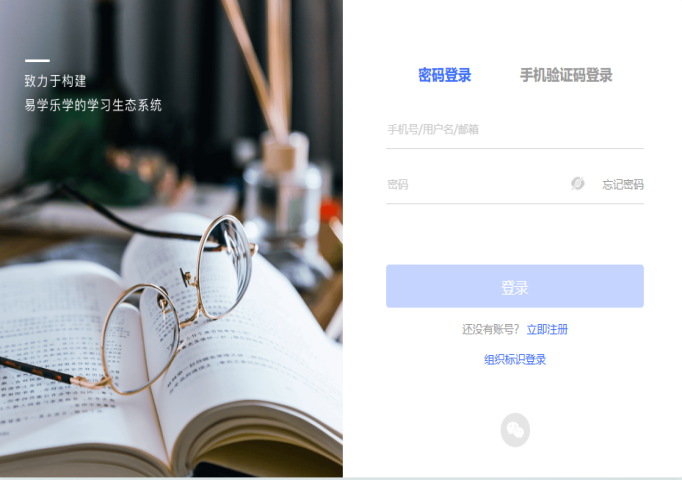 致力于构建
易学乐学的学习生态系统
密码登录 手机验证码登录
手机号/用户名/邮箱
密码 忘记密码
登录
还没有账号? 立即注册
组织标识登录